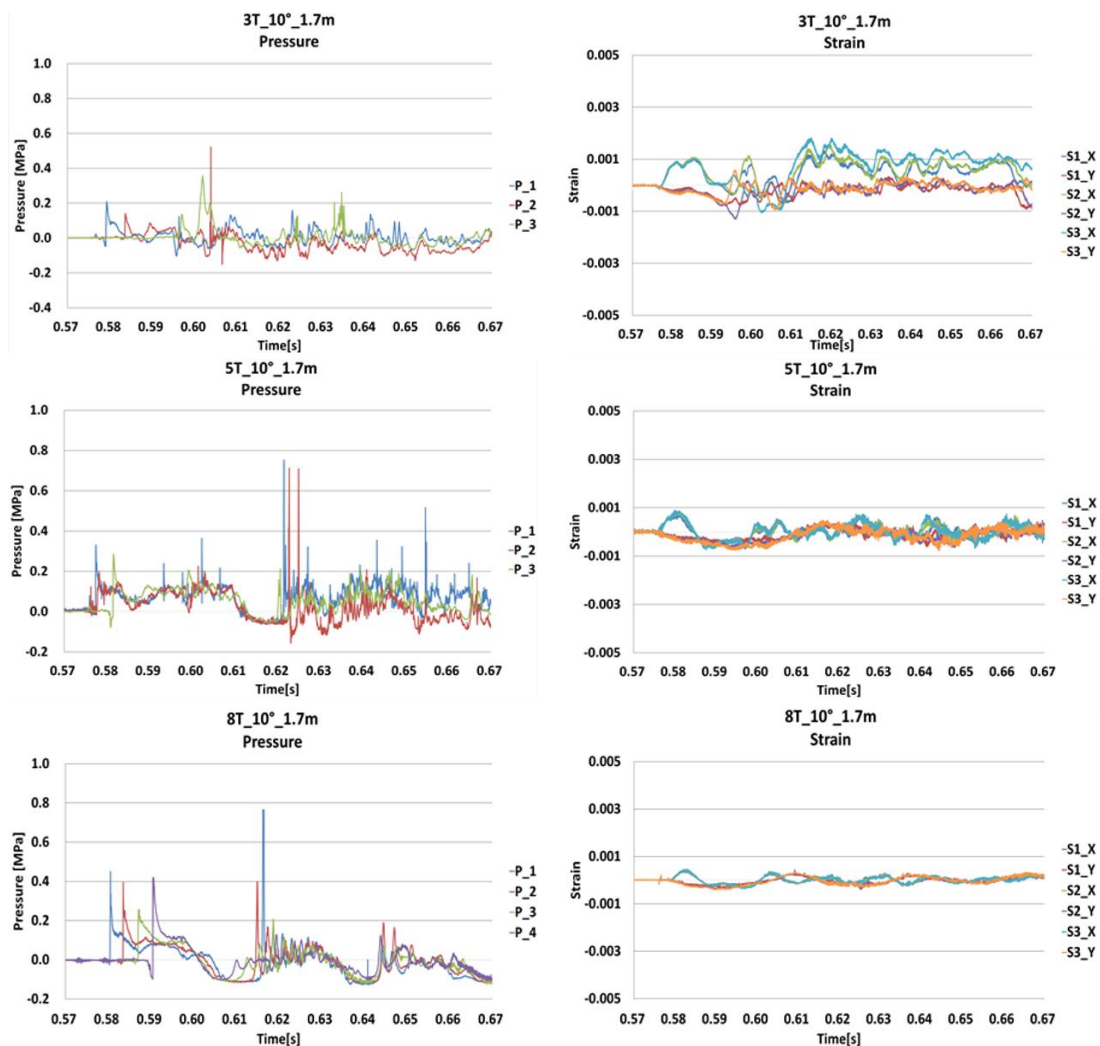 3T_10°_1.7m
Pressure
1.0
0.8
0.6
0.4
0.2
0.0
-0.2
-0.4
Pressure [MPa]
0.57 0.58 0.59 0.60 0.61 0.62 0.63 0.64 0.65 0.66 0.67
Time[s]
P_1
P_2
P_3
3T_10°_1.7m
Strain
0.005
0.003
0.001
-0.001
-0.003
-0.005
Strain
0.57 0.58 0.59 0.60 0.61 0.62 0.63 0.64 0.65 0.66 0.67
Time[s]
S1_X
S1_Y
S2_X
S2_Y
S3_X
S3_Y
5T_10°_1.7m
Pressure
1.0
0.8
0.6
0.4
0.2
0.0
-0.2
Pressure [MPa]
0.57 0.58 0.59 0.60 0.61 0.62 0.63 0.64 0.65 0.66 0.67
Time[s]
P_1
P_2
P_3
5T_10°_1.7m
Strain
0.005
0.003
0.001
-0.001
-0.003
-0.005
Strain
0.57 0.58 0.59 0.60 0.61 0.62 0.63 0.64 0.65 0.66 0.67
Time[s]
S1_X
S1_Y
S2_X
S2_Y
S3_X
S3_Y
8T_10°_1.7m
Pressure
1.0
0.8
0.6
0.4
0.2
0.0
-0.2
Pressure [MPa]
0.57 0.58 0.59 0.60 0.61 0.62 0.63 0.64 0.65 0.66 0.67
Time[s]
P_1
P_2
P_3
P_4
8T_10°_1.7m
Strain
0.005
0.003
0.001
-0.001
-0.003
-0.005
Strain
0.57 0.58 0.59 0.60 0.61 0.62 0.63 0.64 0.65 0.66 0.67
Time[s]
S1_X
S1_Y
S2_X
S2_Y
S3_X
S3_Y